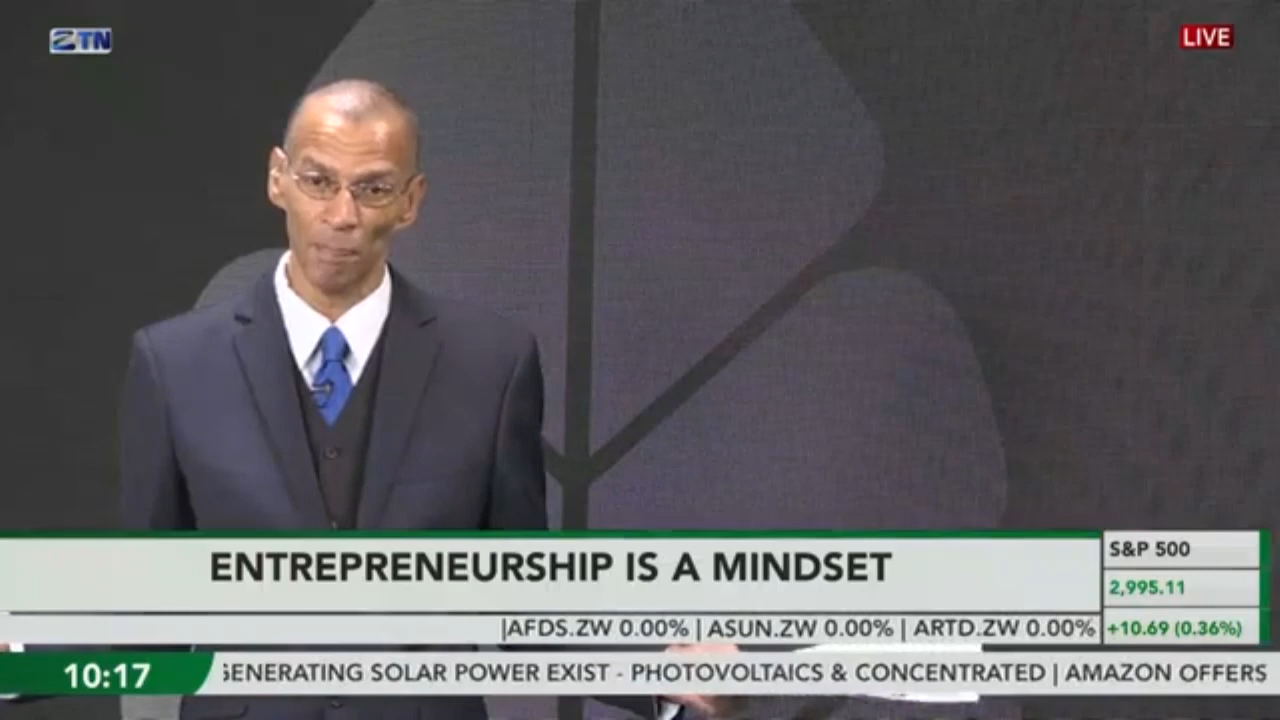 ZTN
LIVE
ENTREPRENEURSHIP IS A MINDSET
S&P 500
2,995.11
+10.69 (0.36%)
|AFDS.ZW 0.00% | ASUN.ZW 0.00% | ARTD.ZW 0.00%
10:17
GENERATING SOLAR POWER EXIST - PHOTOVOLTAICS & CONCENTRATED | AMAZON OFFERS